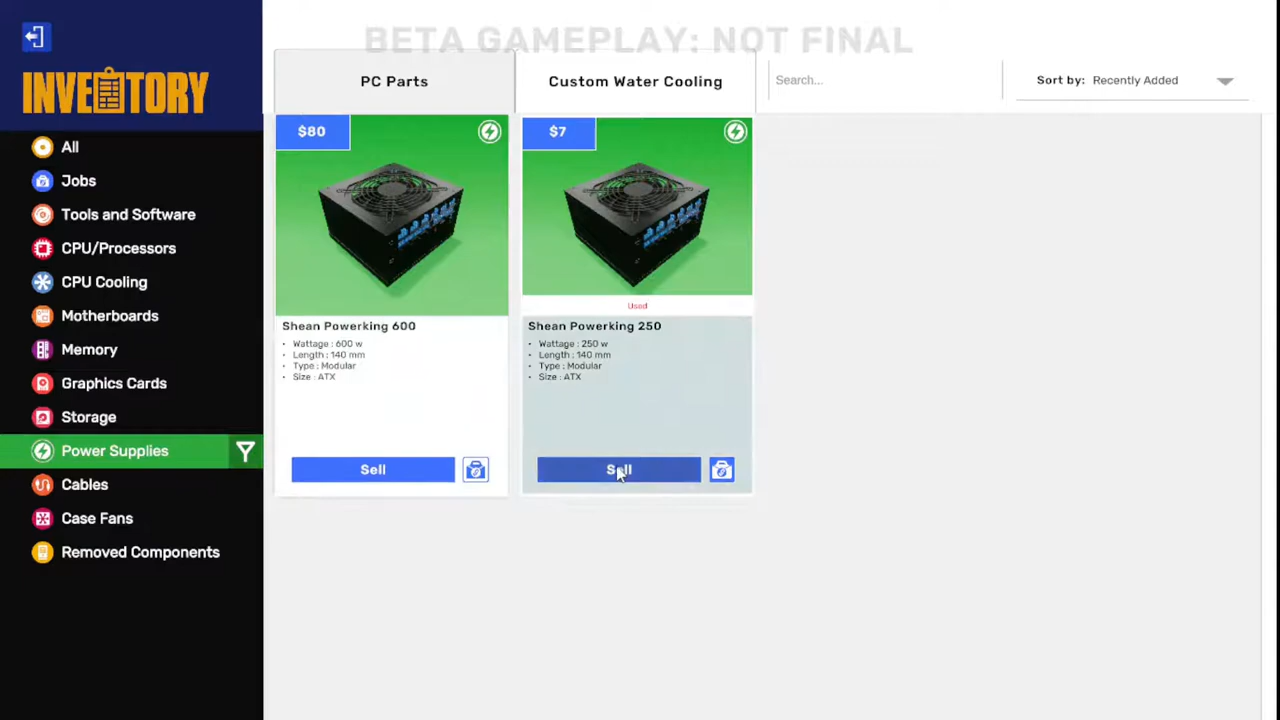 BETA GAMEPLAY: NOT FINAL
INVENTORY
PC Parts
Custom Water Cooling
Search...
Sort by: Recently Added
All
Jobs
Tools and Software
CPU/Processors
CPU Cooling
Motherboards
Memory
Graphics Cards
Storage
Power Supplies
Cables
Case Fans
Removed Components
$80
Shean Powerking 600
• Wattage : 600 w
• Length : 140 mm
• Type : Modular
• Size : ATX
Sell
$7
Used
Shean Powerking 250
• Wattage : 250 w
• Length : 140 mm
• Type : Modular
• Size : ATX
Sell